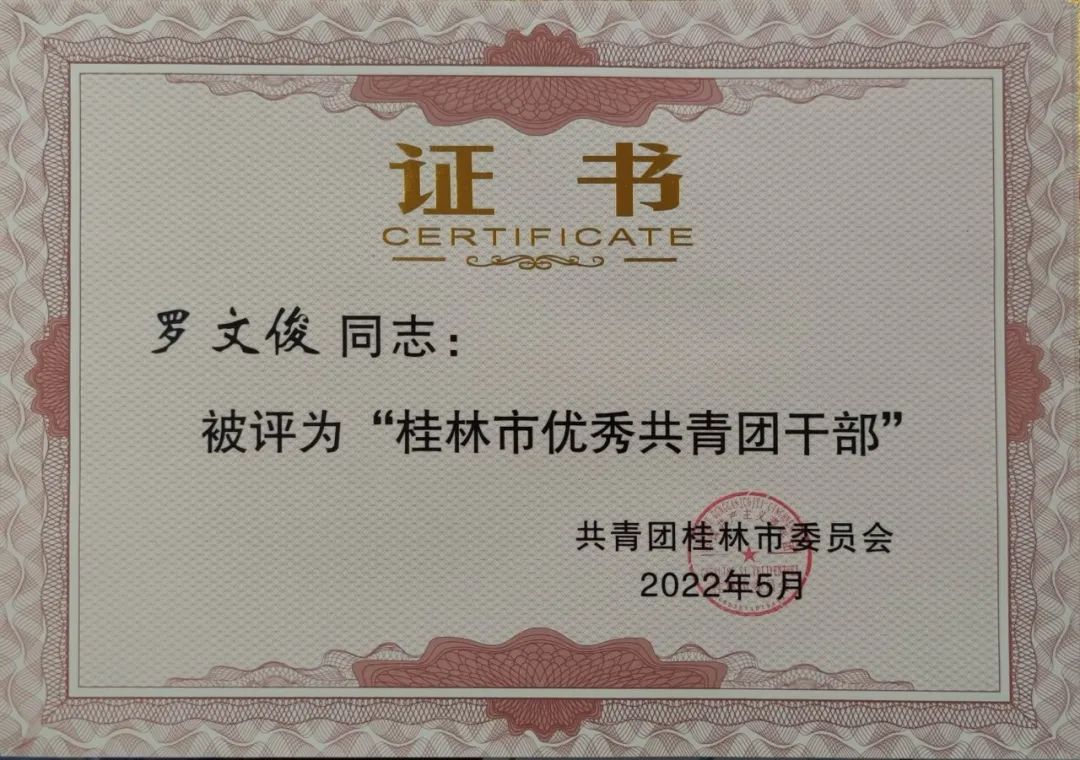 证 书
CERTIFICATE
罗文俊 同志：
被评为“桂林市优秀共青团干部”
共青团桂林市委员会
2022年5月